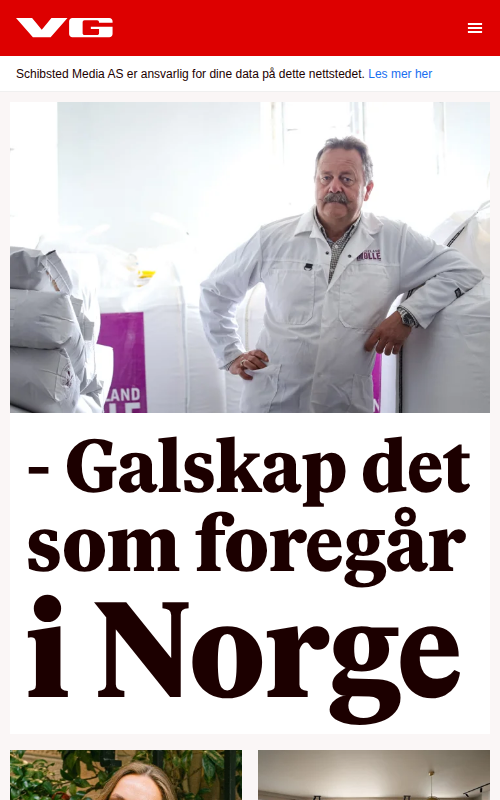 VG
Schibsted Media AS er ansvarlig for dine data på dette nettstedet. Les mer her
LAND
- Galskap det
som foregår
i Norge